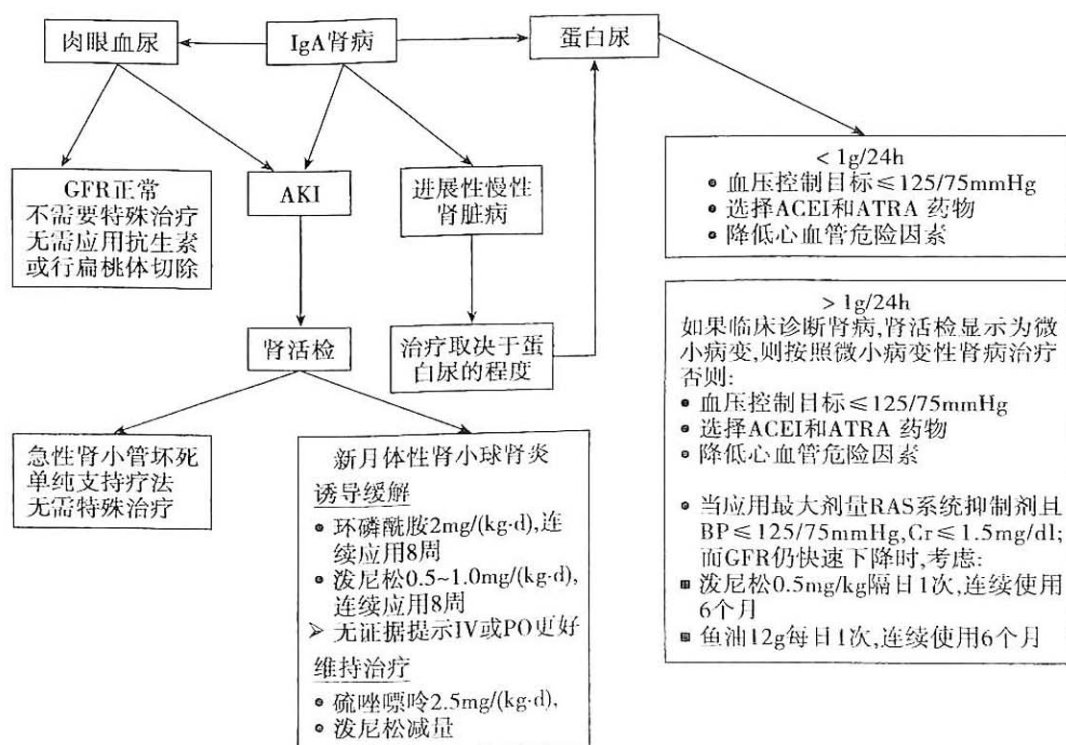 肉眼血尿
IgA肾病
蛋白尿
GFR正常
不需要特殊治疗
无需应用抗生素
或行扁桃体切除
AKI
进展性慢性
肾脏病
<1g/24h
• 血压控制目标≤125/75mmHg
• 选择ACEI和ATRA 药物
• 降低心血管危险因素
肾活检
治疗取决于蛋
白尿的程度
>1g/24h
如果临床诊断肾病,肾活检显示为微
小病变,则按照微小病变性肾病治疗
否则:
• 血压控制目标≤125/75mmHg
• 选择ACEI和ATRA 药物
• 降低心血管危险因素
• 当应用最大剂量RAS系统抑制剂且
BP≤125/75mmHg,Cr≤1.5mg/dl;
而GFR仍快速下降时,考虑:
■ 泼尼松0.5mg/kg隔日1次,连续使用
6个月
■ 鱼油12g每日1次,连续使用6个月
急性肾小管坏死
单纯支持疗法
无需特殊治疗
新月体性肾小球肾炎
诱导缓解
• 环磷酰胺2mg/(kg·d),连
续应用8周
• 泼尼松0.5~1.0mg/(kg·d),
连续应用8周
➢ 无证据提示IV或PO更好
维持治疗
• 硫唑嘌呤2.5mg/(kg·d),
• 泼尼松减量